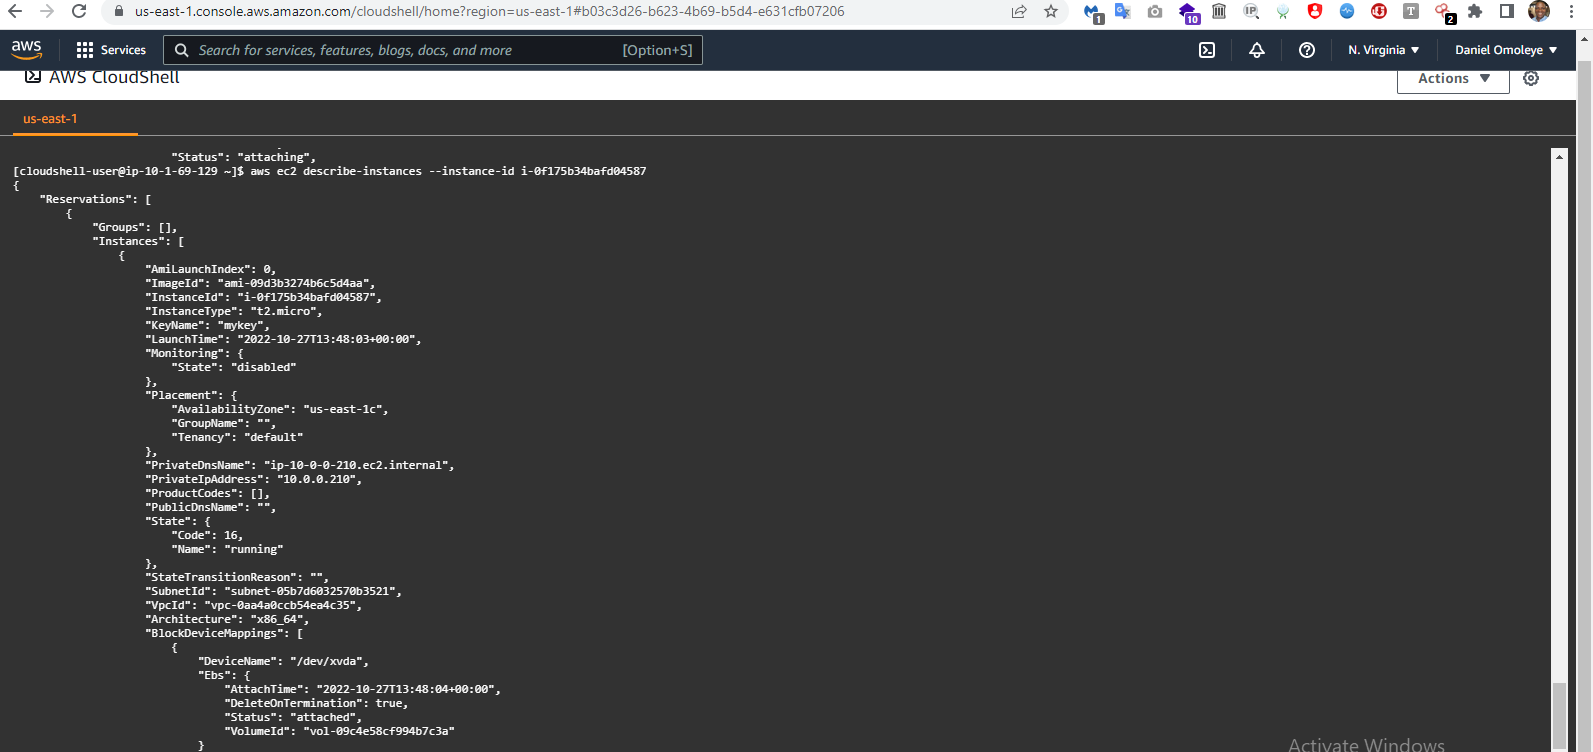 us-east-1.console.aws.amazon.com/cloudshell/home?region=us-east-1#b03c3d26-b623-4b69-b5d4-e631cfb07206
1
10
IP
T
2
aws
Services
Search for services, features, blogs, docs, and more
[Option+S]
N. Virginia
Daniel Omoleye
AWS CloudShell
Actions
us-east-1
"Status": "attaching",
[cloudshell-user@ip-10-1-69-129 ~]$ aws ec2 describe-instances --instance-id i-0f175b34bafd04587
{
    "Reservations": [
        {
            "Groups": [],
            "Instances": [
                {
                    "AmiLaunchIndex": 0,
                    "ImageId": "ami-09d3b3274b6c5d4aa",
                    "InstanceId": "i-0f175b34bafd04587",
                    "InstanceType": "t2.micro",
                    "KeyName": "mykey",
                    "LaunchTime": "2022-10-27T13:48:03+00:00",
                    "Monitoring": {
                        "State": "disabled"
                    },
                    "Placement": {
                        "AvailabilityZone": "us-east-1c",
                        "GroupName": "",
                        "Tenancy": "default"
                    },
                    "PrivateDnsName": "ip-10-0-0-210.ec2.internal",
                    "PrivateIpAddress": "10.0.0.210",
                    "ProductCodes": [],
                    "PublicDnsName": "",
                    "State": {
                        "Code": 16,
                        "Name": "running"
                    },
                    "StateTransitionReason": "",
                    "SubnetId": "subnet-05b7d6032570b3521",
                    "VpcId": "vpc-0aa4a0ccb54ea4c35",
                    "Architecture": "x86_64",
                    "BlockDeviceMappings": [
                        {
                            "DeviceName": "/dev/xvda",
                            "Ebs": {
                                "AttachTime": "2022-10-27T13:48:04+00:00",
                                "DeleteOnTermination": true,
                                "Status": "attached",
                                "VolumeId": "vol-09c4e58cf994b7c3a"
                            }
Activate Windows